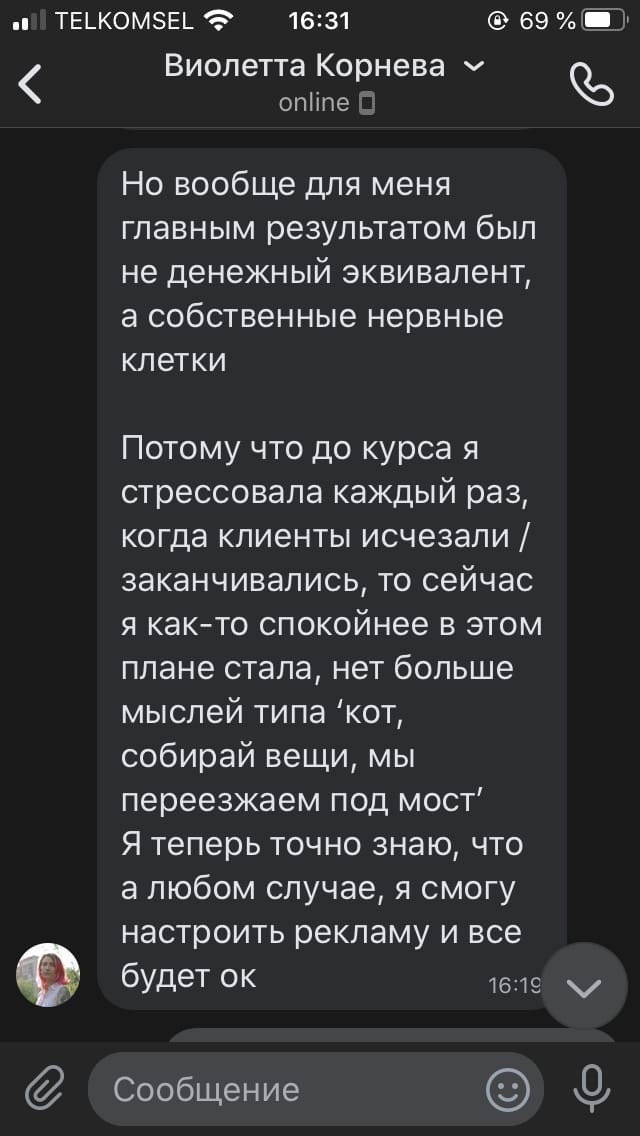 TELKOMSEL 16:31 69 %
Виолетта Корнева
online
Но вообще для меня
главным результатом был
не денежный эквивалент,
а собственные нервные
клетки
Потому что до курса я
стрессовала каждый раз,
когда клиенты исчезали /
заканчивались, то сейчас
я как-то спокойнее в этом
плане стала, нет больше
мыслей типа ‘кот,
собирай вещи, мы
переезжаем под мост’
Я теперь точно знаю, что
а любом случае, я смогу
настроить рекламу и все
будет ок
16:19
Сообщение